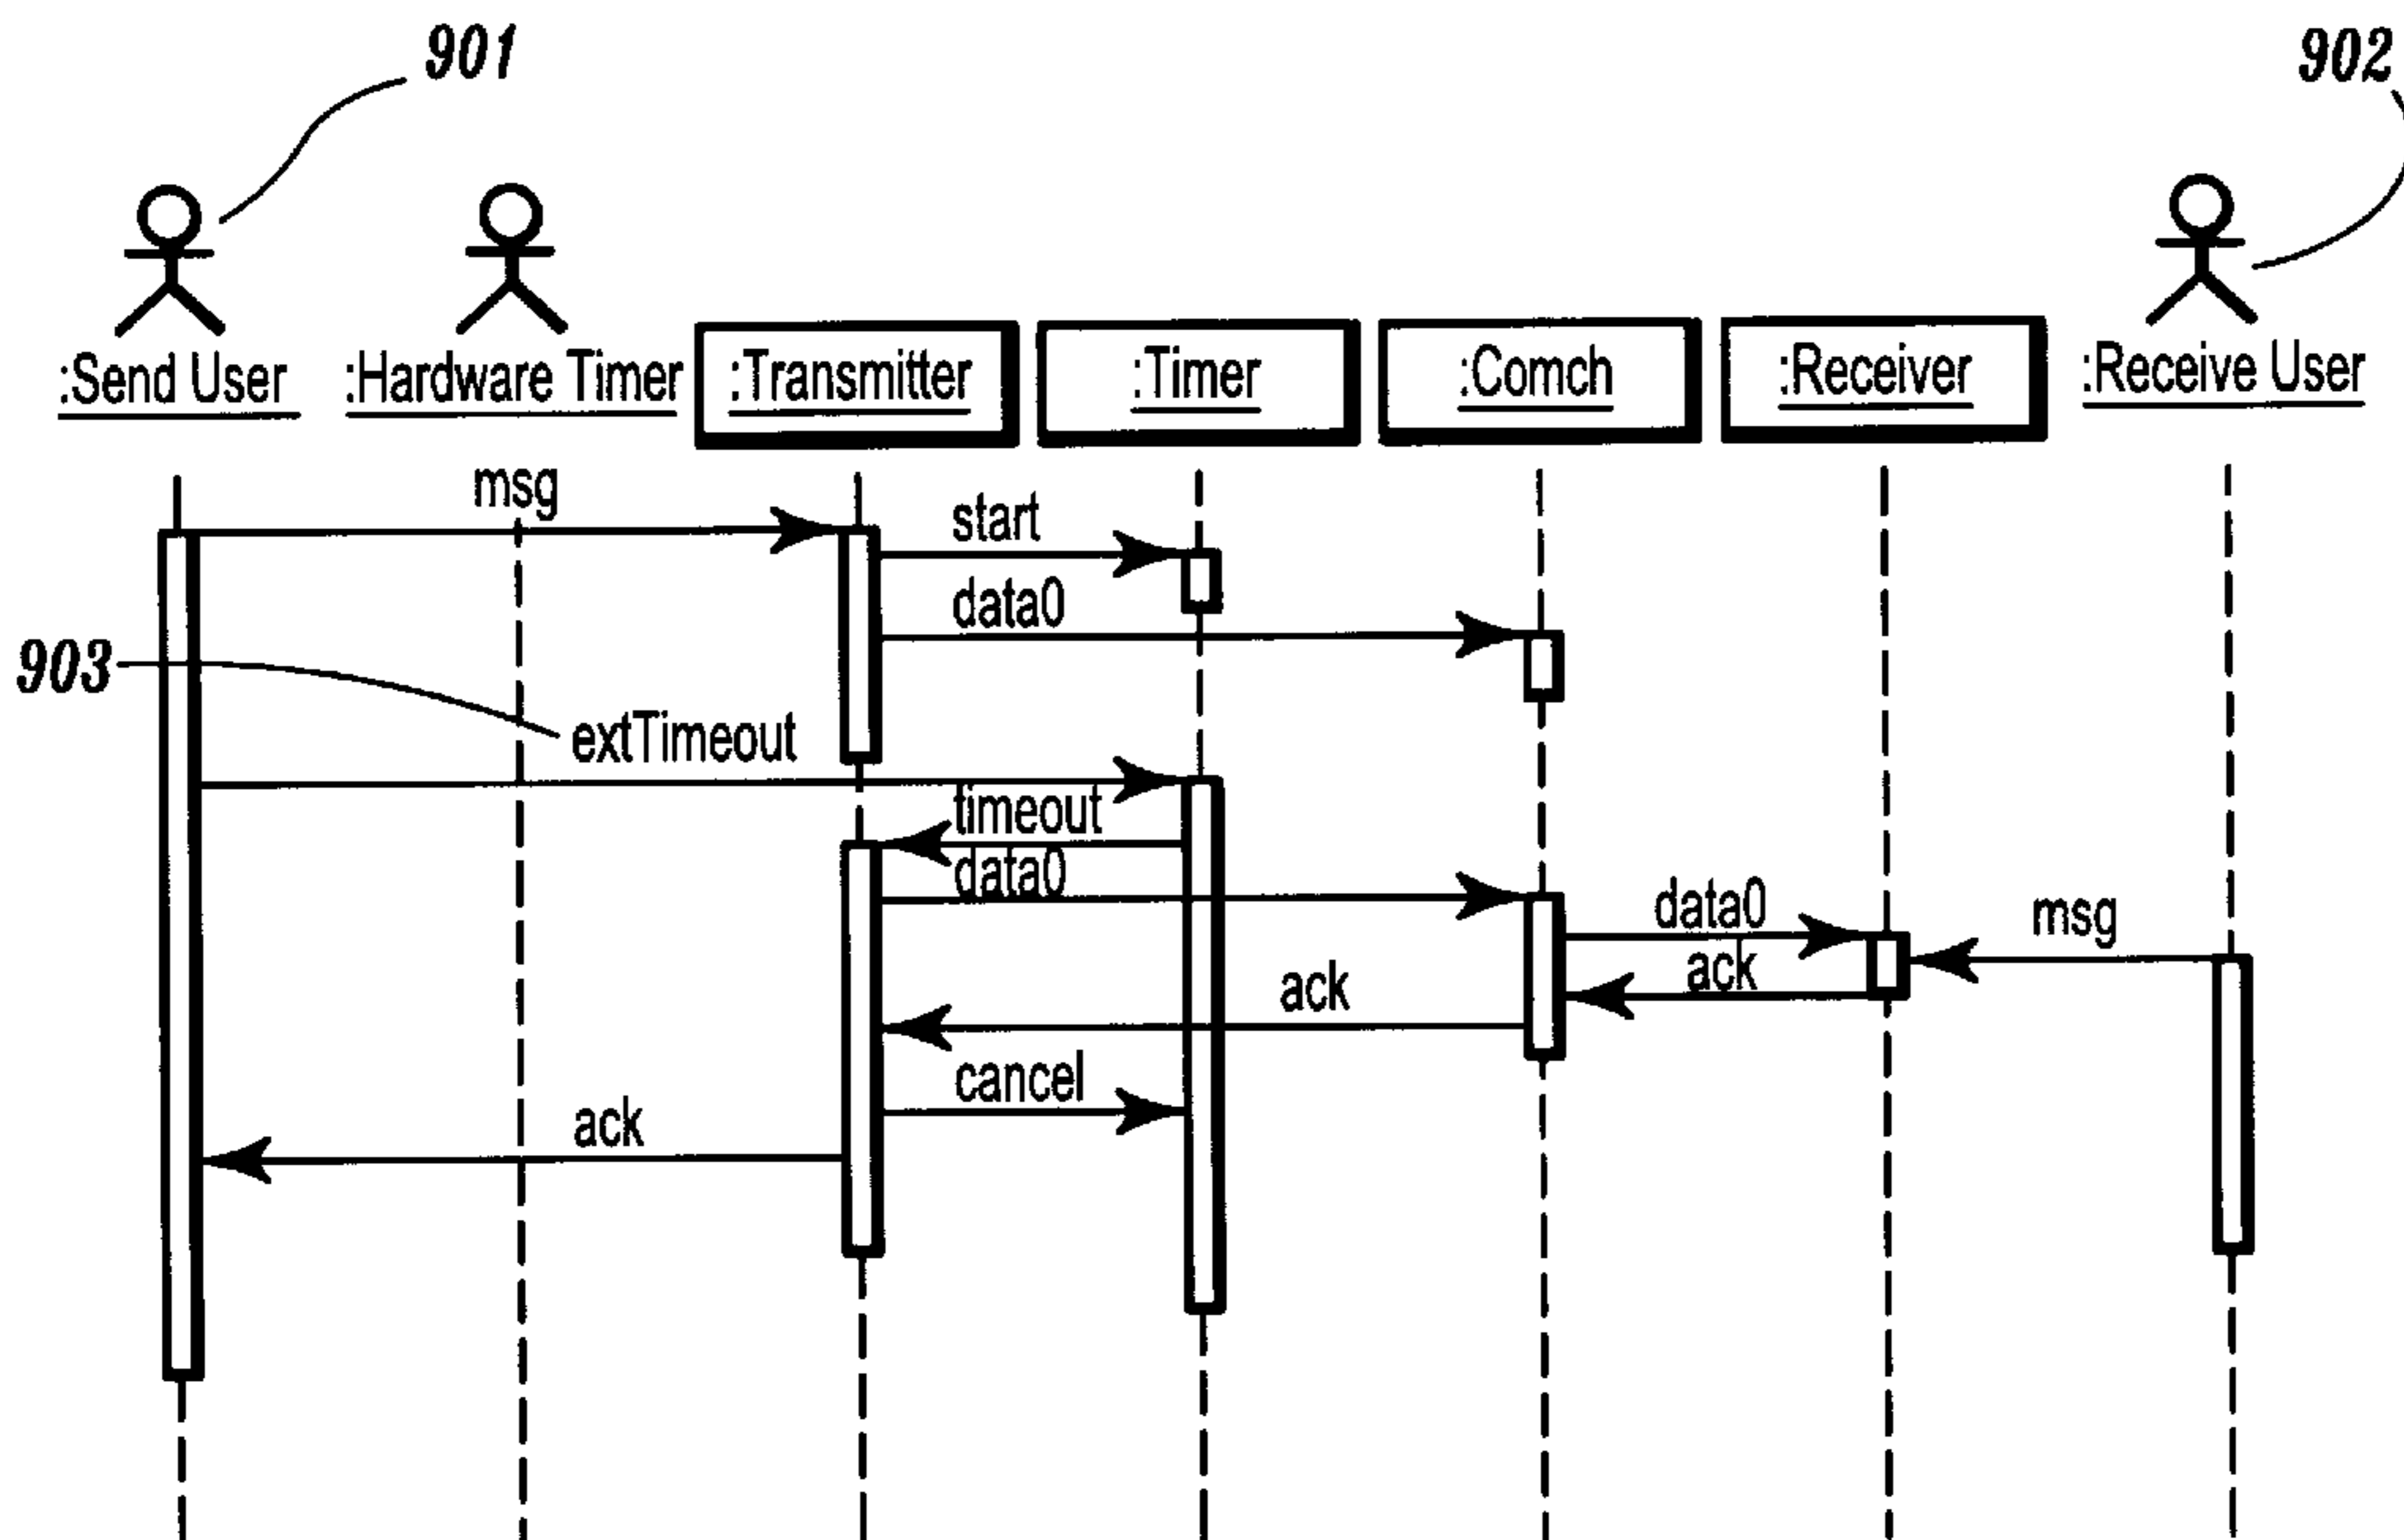 901
902
:Send User
:Hardware Timer
:Transmitter
:Timer
:Comch
:Receiver
:Receive User
msg
start
data0
903
extTimeout
timeout
data0
data0
msg
ack
ack
cancel
ack